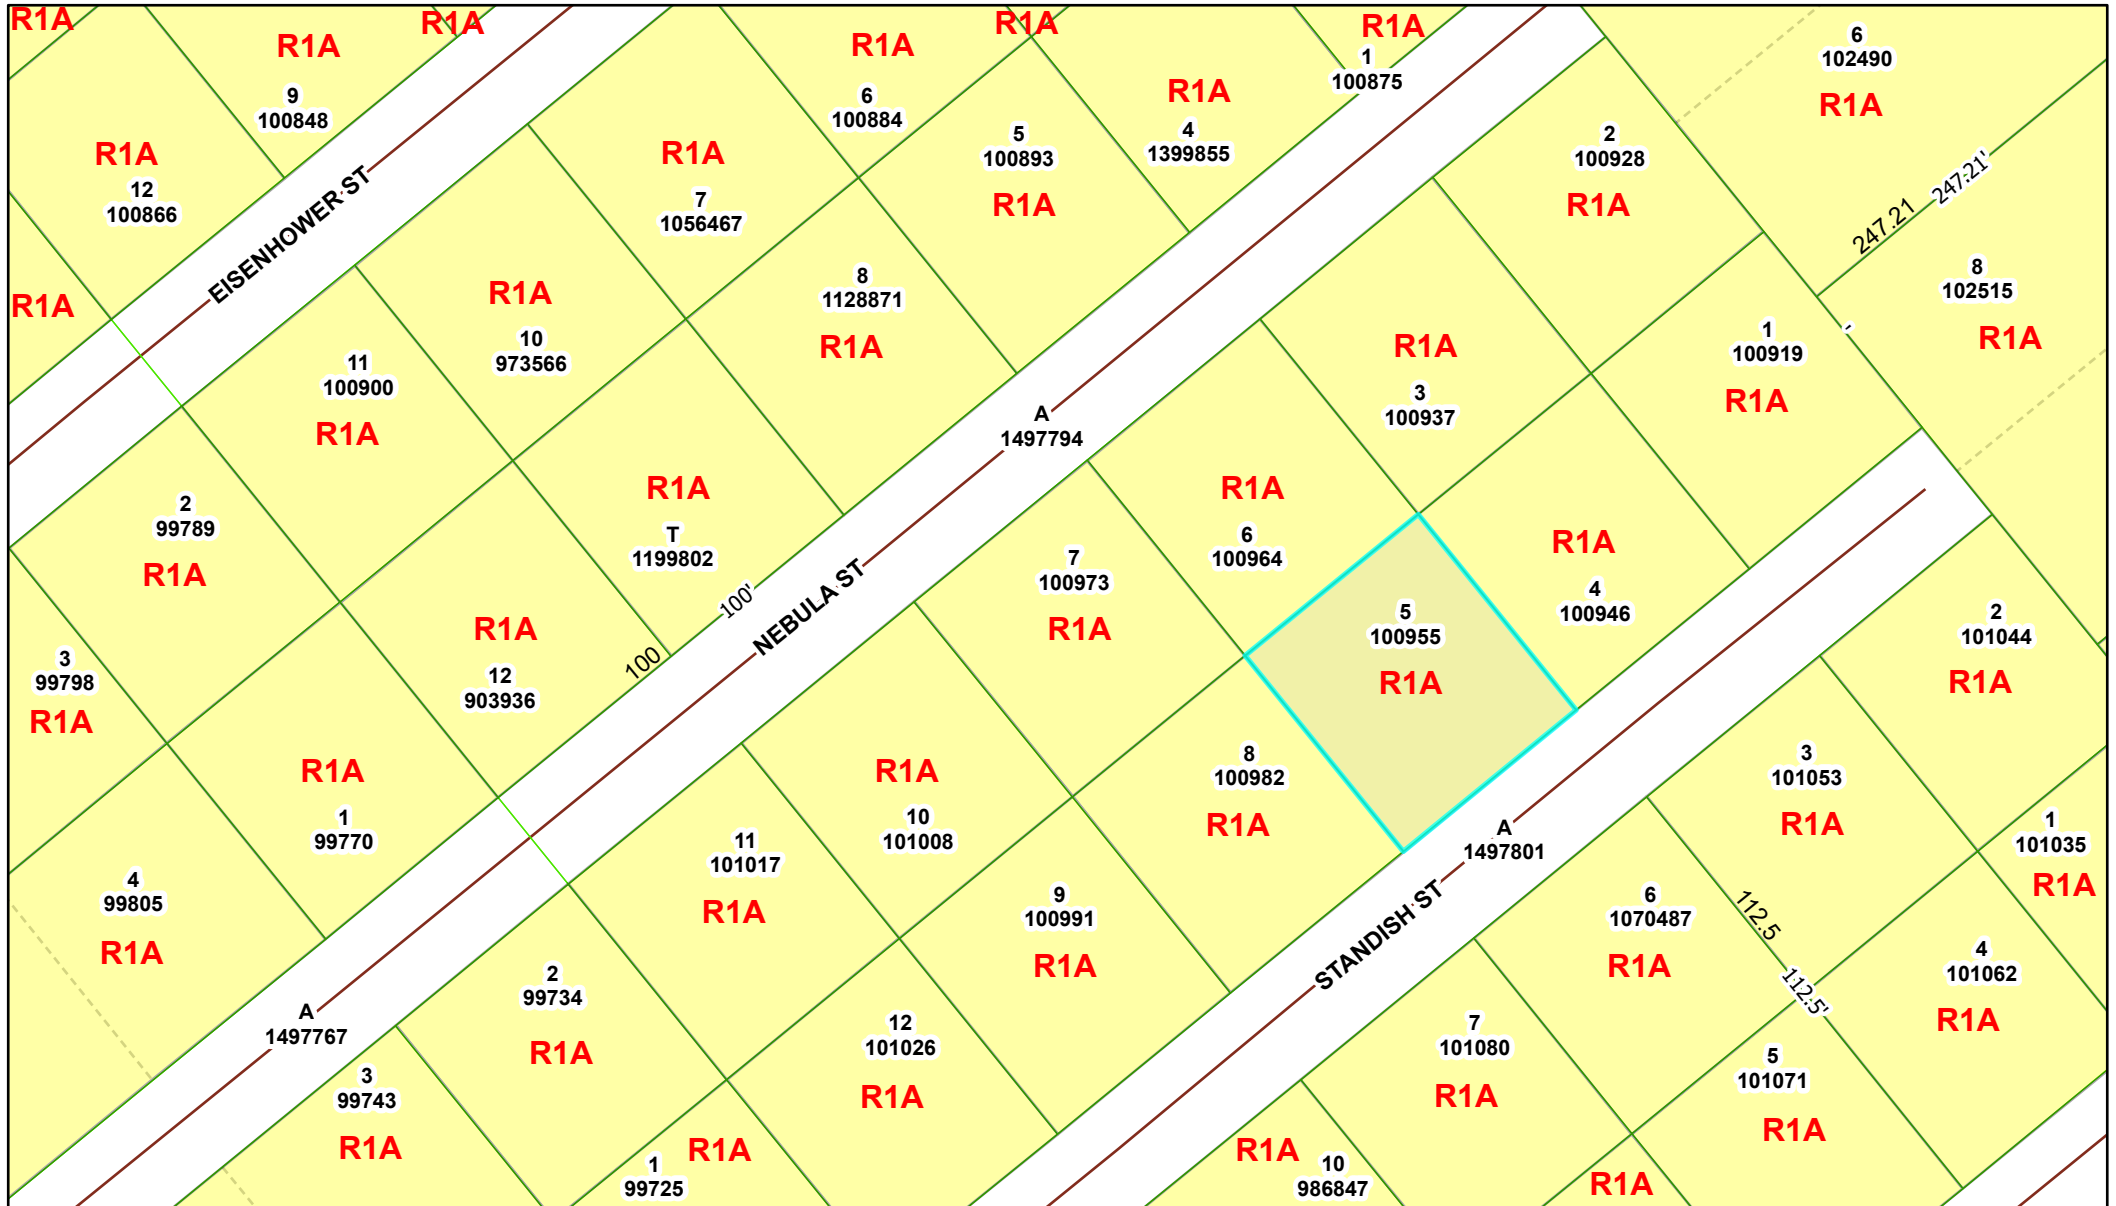 R1A
R1A
R1A
R1A
R1A
R1A
9
100848
6
100884
R1A
4
1399855
1
100875
6
102490
R1A
R1A
12
100866
R1A
7
1056467
5
100893
R1A
2
100928
R1A
247.21
247.21'
EISENHOWER ST
R1A
R1A
10
973566
8
1128871
R1A
8
102515
R1A
11
100900
R1A
A
1497794
R1A
3
100937
1
100919
R1A
'
2
99789
R1A
R1A
T
1199802
100'
100
NEBULA ST
7
100973
R1A
R1A
6
100964
5
100955
R1A
R1A
4
100946
2
101044
R1A
3
99798
R1A
R1A
12
903936
R1A
1
99770
R1A
10
101008
8
100982
R1A
3
101053
R1A
A
1497801
STANDISH ST
1
101035
R1A
4
99805
R1A
11
101017
R1A
9
100991
R1A
6
1070487
R1A
112.5
112.5'
4
101062
R1A
A
1497767
2
99734
R1A
12
101026
R1A
7
101080
R1A
5
101071
R1A
3
99743
R1A
1
99725
R1A
R1A
10
986847
R1A